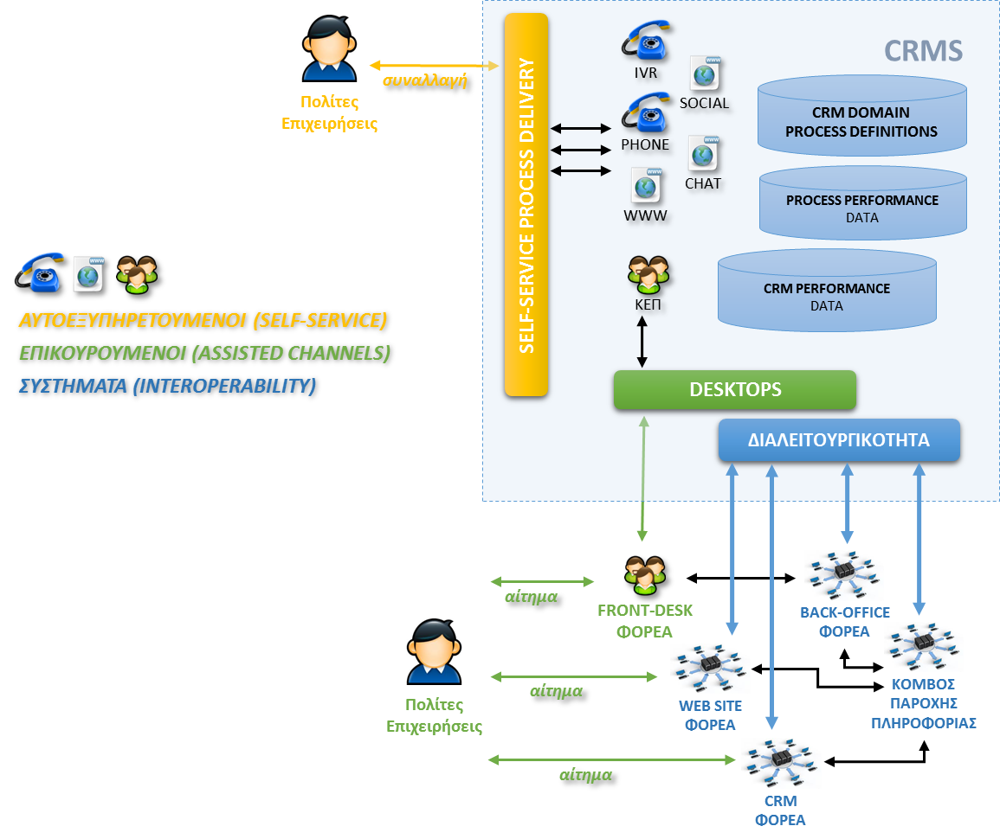 CRMS
Πολίτες
Επιχειρήσεις
συναλλαγή
SELF-SERVICE PROCESS DELIVERY
IVR
SOCIAL
PHONE
CHAT
WWW
ΚΕΠ
CRM DOMAIN
PROCESS DEFINITIONS
PROCESS PERFORMANCE
DATA
CRM PERFORMANCE
DATA
ΑΥΤΟΕΞΥΠΗΡΕΤΟΥΜΕΝΟΙ (SELF-SERVICE)
ΕΠΙΚΟΥΡΟΥΜΕΝΟΙ (ASSISTED CHANNELS)
ΣΥΣΤΗΜΑΤΑ (INTEROPERABILITY)
DESKTOPS
ΔΙΑΛΕΙΤΟΥΡΓΙΚΟΤΗΤΑ
αίτημα
FRONT-DESK
ΦΟΡΕΑ
BACK-OFFICE
ΦΟΡΕΑ
Πολίτες
Επιχειρήσεις
αίτημα
WEB SITE
ΦΟΡΕΑ
ΚΟΜΒΟΣ
ΠΑΡΟΧΗΣ
ΠΛΗΡΟΦΟΡΙΑΣ
αίτημα
CRM
ΦΟΡΕΑ